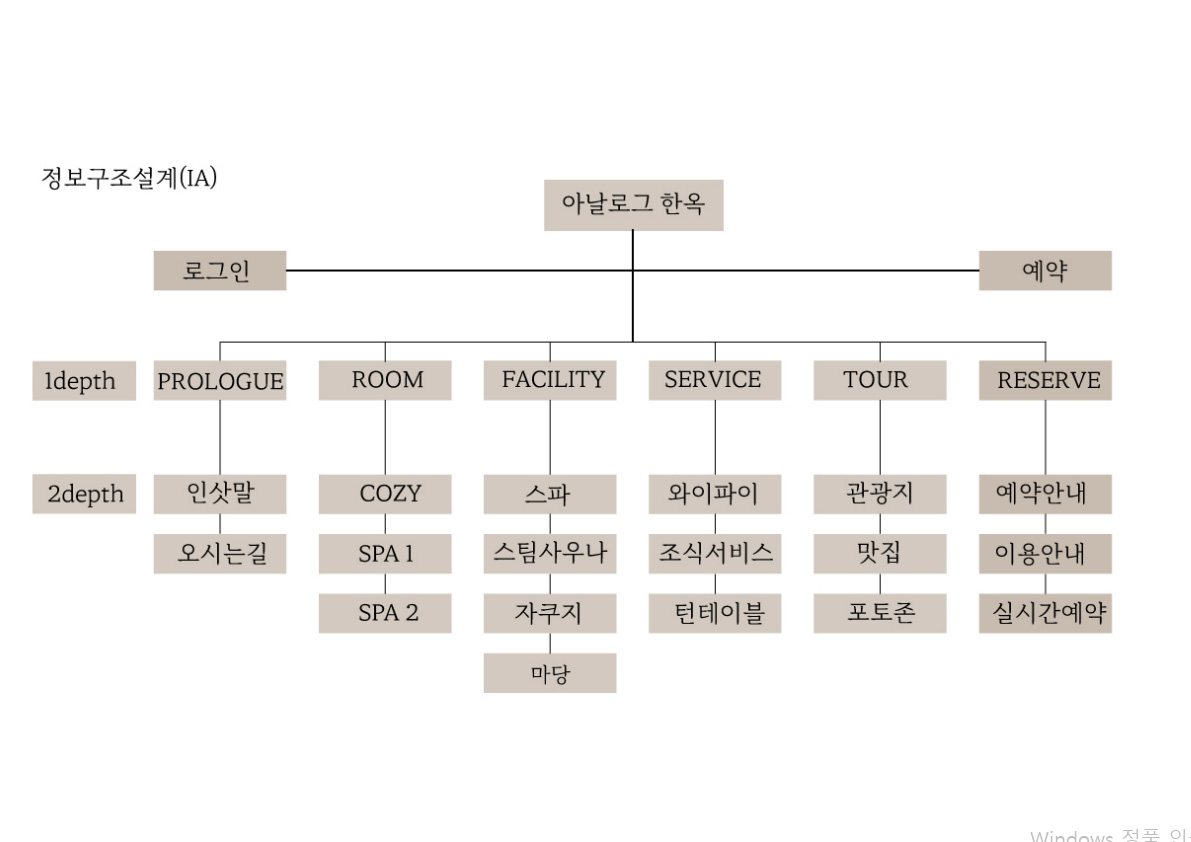 정보구조설계(IA)
아날로그 한옥
로그인
예약
1depth
PROLOGUE
ROOM
FACILITY
SERVICE
TOUR
RESERVE
2depth
인삿말
COZY
스파
와이파이
관광지
예약안내
오시는길
SPA 1
스팀사우나
조식서비스
맛집
이용안내
SPA 2
자쿠지
턴테이블
포토존
실시간예약
마당
Windows 정품